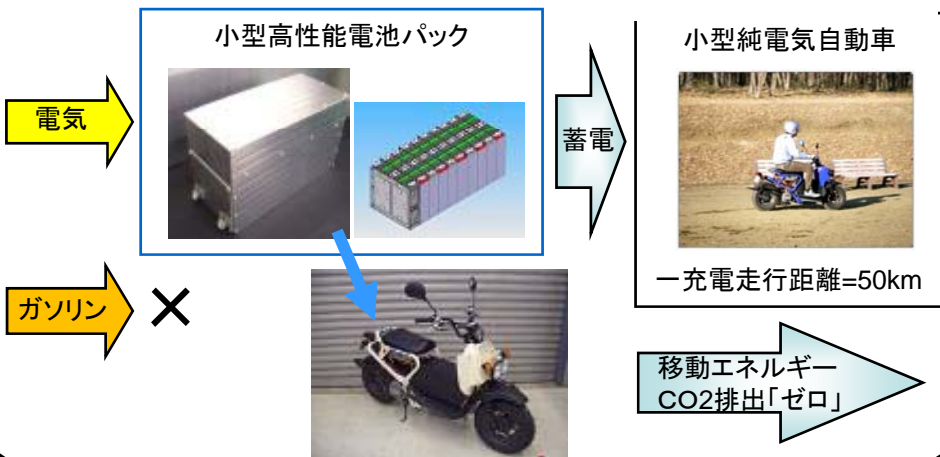 小型高性能電池パック
小型純電気自動車
電気
蓄電
一充電走行距離=50km
ガソリン
×
移動エネルギー
CO2排出｢ゼロ」